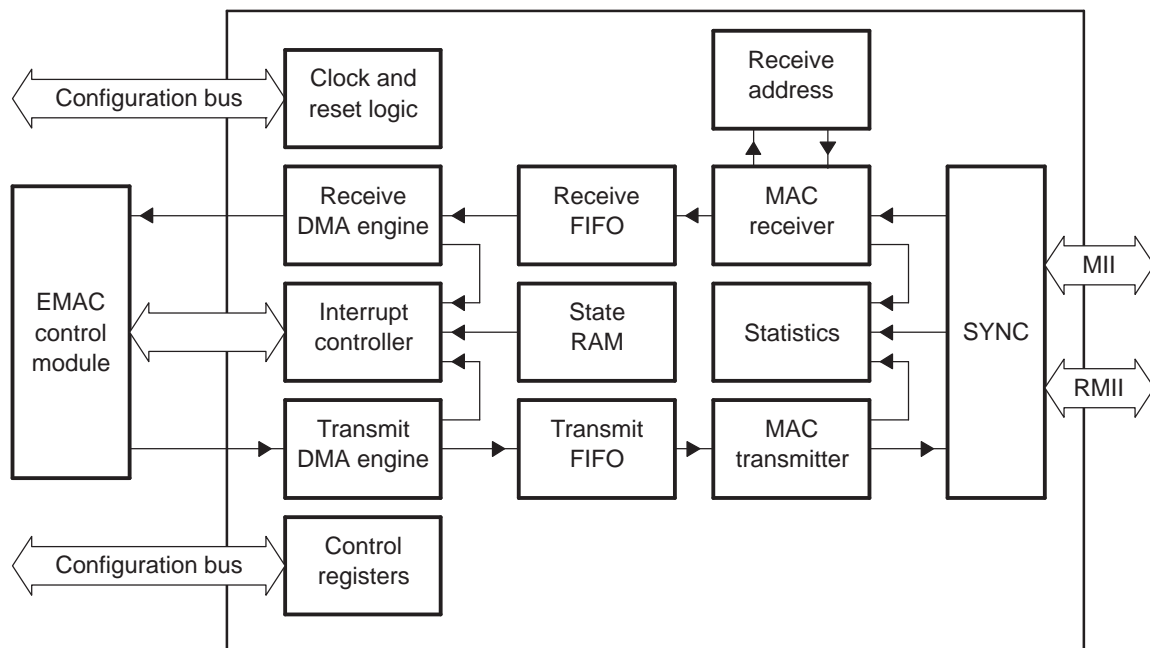 Configuration bus
Clock and
reset logic
Receive
address
Receive
DMA engine
Receive
FIFO
MAC
receiver
EMAC
control
module
Interrupt
controller
State
RAM
Statistics
SYNC
MII
RMII
Transmit
DMA engine
Transmit
FIFO
MAC
transmitter
Configuration bus
Control
registers